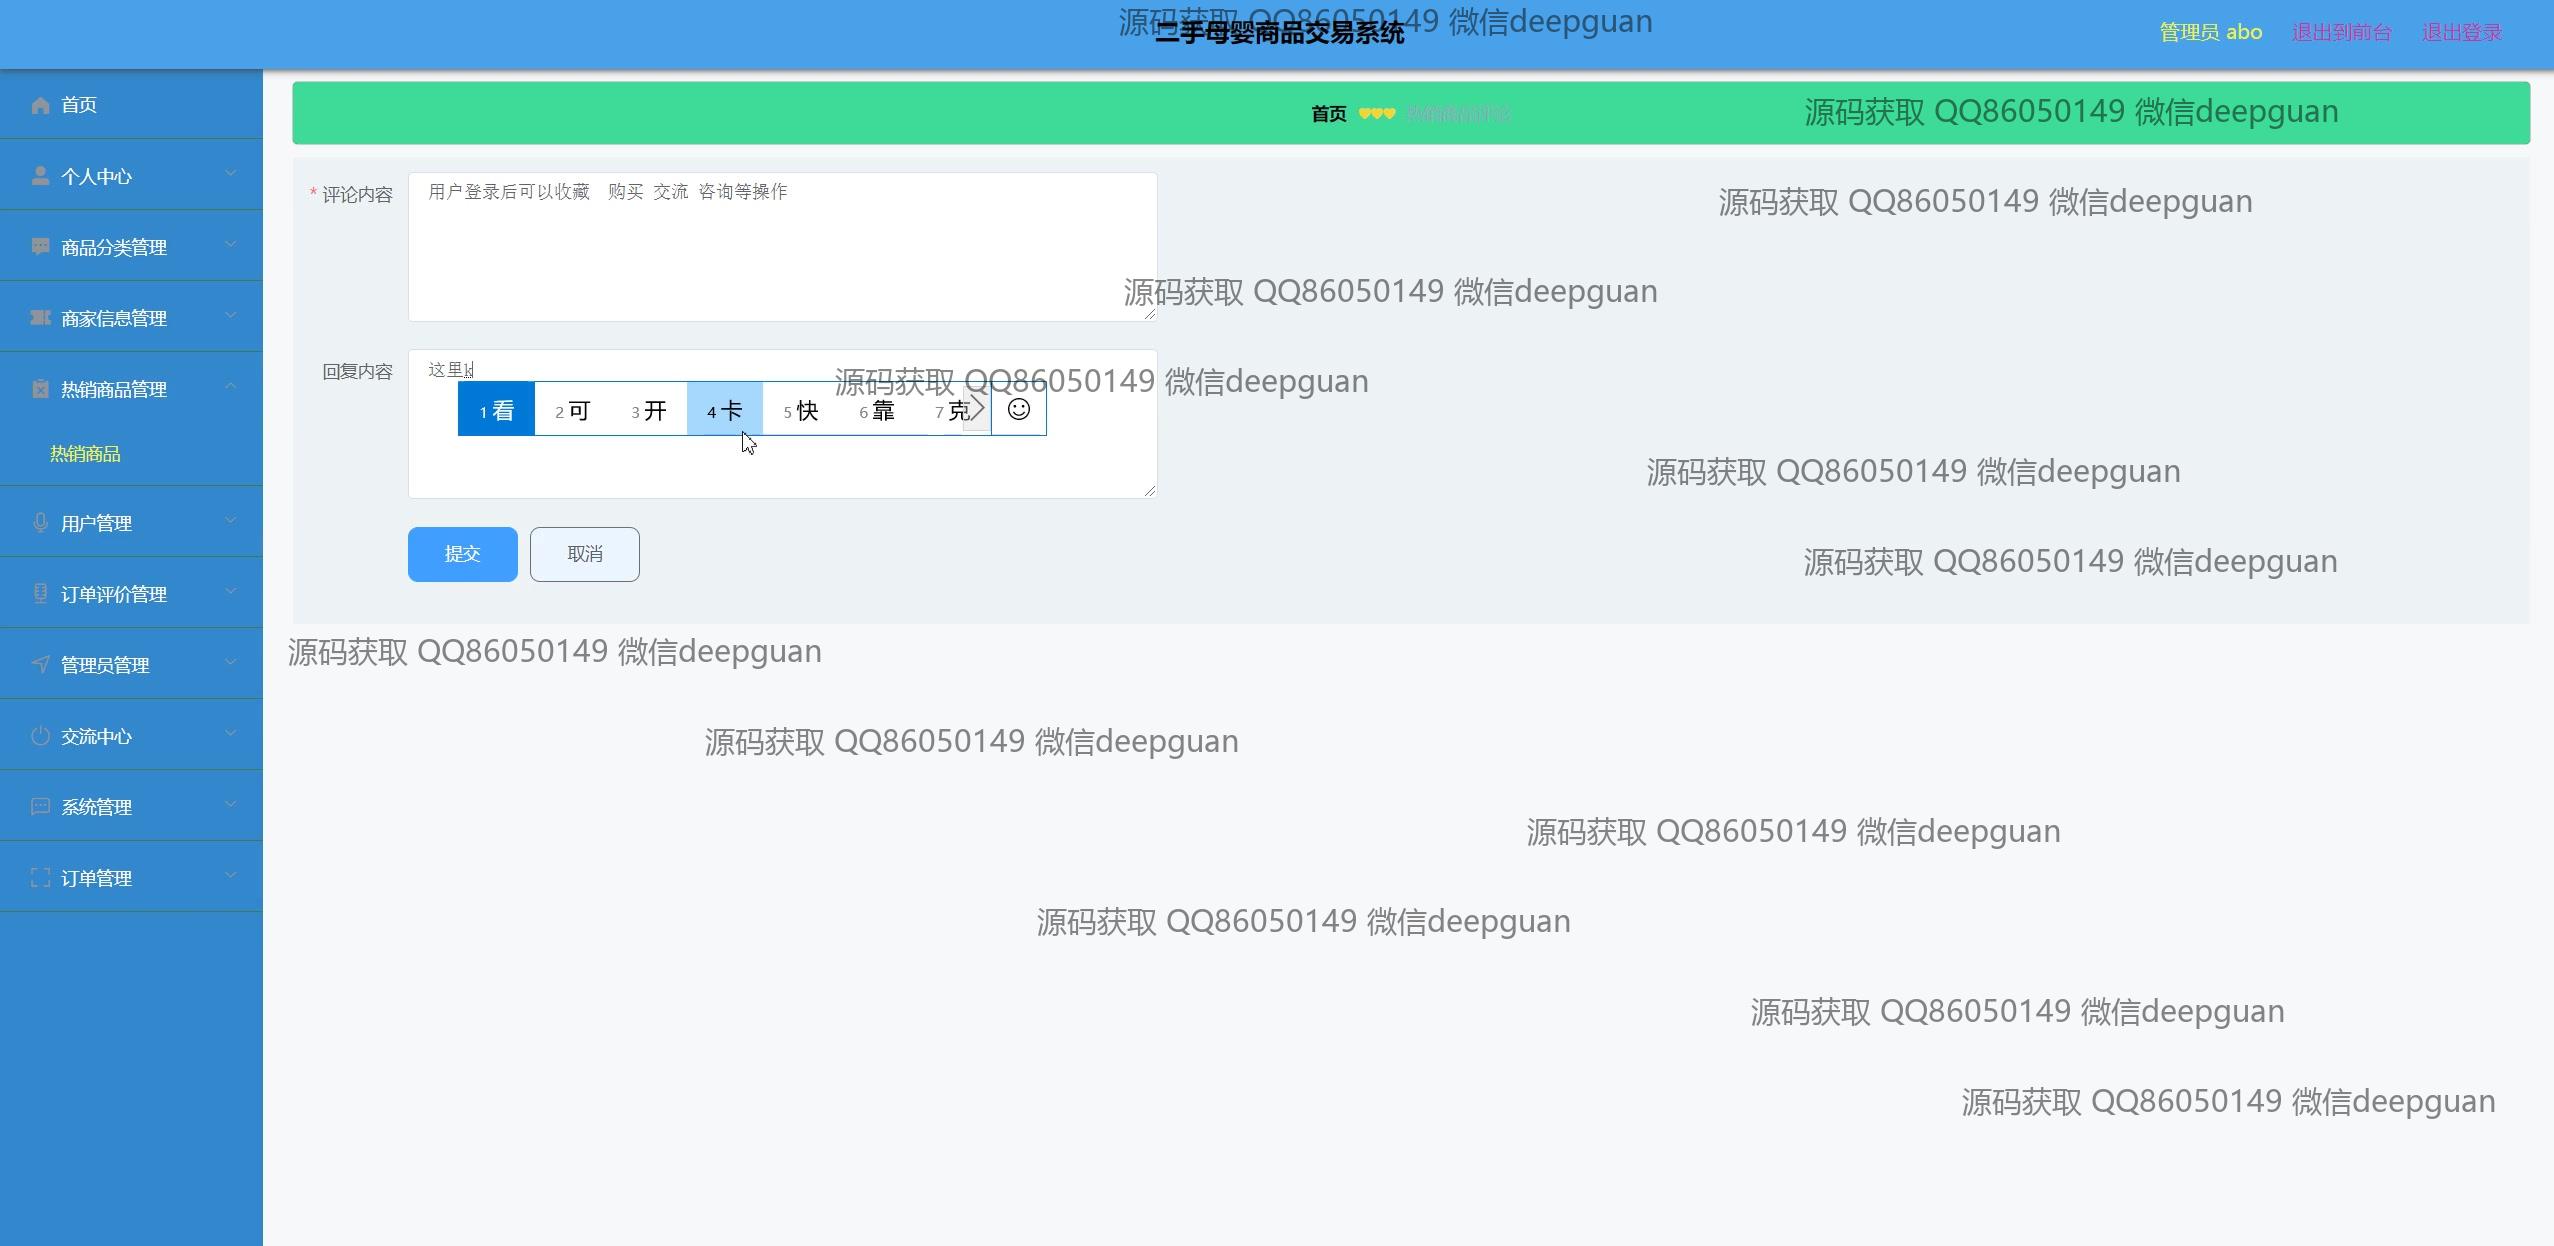 源码获取 QQ86050149 微信deepguan
二手母婴商品交易系统
管理员 abo
退出到前台
退出登录
首页
个人中心
商品分类管理
商家信息管理
热销商品管理
热销商品
用户管理
订单评价管理
管理员管理
交流中心
系统管理
订单管理
首页
源码获取 QQ86050149 微信deepguan
* 评论内容
用户登录后可以收藏 购买 交流 咨询等操作
源码获取 QQ86050149 微信deepguan
源码获取 QQ86050149 微信deepguan
回复内容
这里k
源码获取 QQ86050149 微信deepguan
1 看 2 可 3 开 4 卡 5 快 6 靠 7 克
源码获取 QQ86050149 微信deepguan
提交
取消
源码获取 QQ86050149 微信deepguan
源码获取 QQ86050149 微信deepguan
源码获取 QQ86050149 微信deepguan
源码获取 QQ86050149 微信deepguan
源码获取 QQ86050149 微信deepguan
源码获取 QQ86050149 微信deepguan
源码获取 QQ86050149 微信deepguan